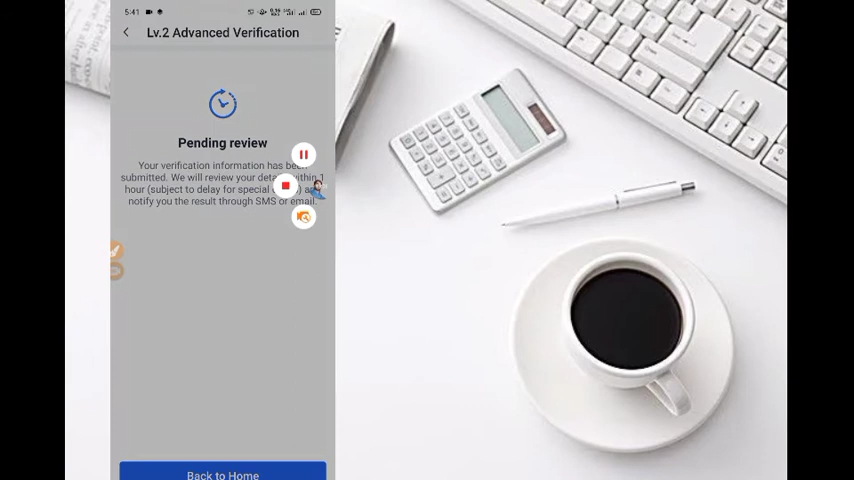 5:41
Lv.2 Advanced Verification
Pending review
Your verification information has been
submitted. We will review your within 1
hour (subject to delay for special
notify you the result through SMS or email.
Back to Home